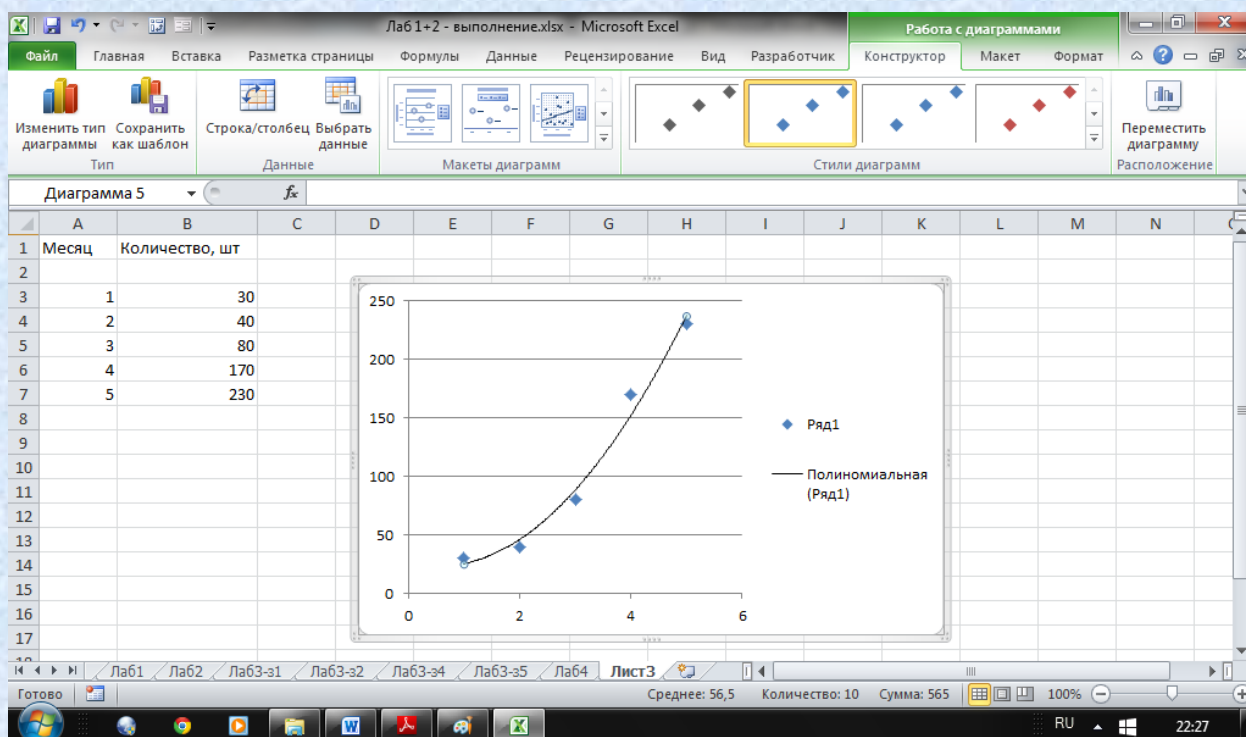 Лаб 1+2 - выполнение.xlsx - Microsoft Excel
Работа с диаграммами
Файл Главная Вставка Разметка страницы Формулы Данные Рецензирование Вид Разработчик Конструктор Макет Формат
Изменить тип диаграммы
Сохранить как шаблон
Строка/столбец
Выбрать данные
Переместить диаграмму
Тип Данные Макеты диаграмм Стили диаграмм Расположение
Диаграмма 5 fx
A B C D E F G H I J K L M N
1 Месяц Количество, шт
2
3 1 30
4 2 40
5 3 80
6 4 170
7 5 230
8
9
10
11
12
13
14
15
16
17
250
200
150
100
50
0
0 2 4 6
Ряд1
Полиномиальная
(Ряд1)
Лаб1 Лаб2 Лаб3-з1 Лаб3-з2 Лаб3-з4 Лаб3-з5 Лаб4 Лист3
Готово Среднее: 56,5 Количество: 10 Сумма: 565 100%
RU 22:27